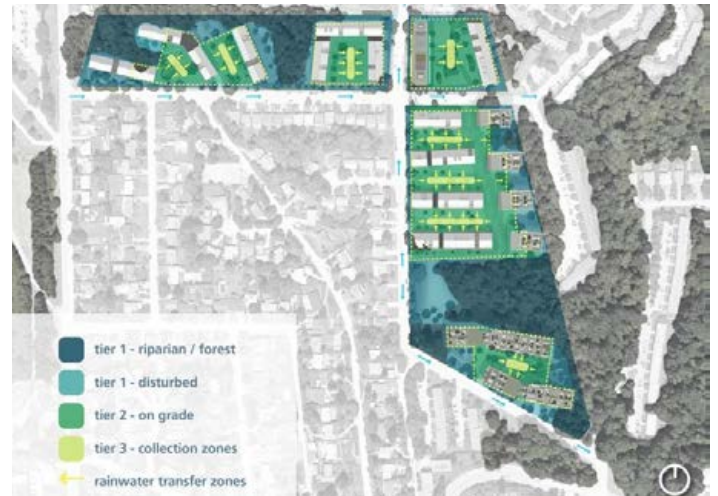 tier 1 - riparian / forest
tier 1 - disturbed
tier 2 - on grade
tier 3 - collection zones
rainwater transfer zones